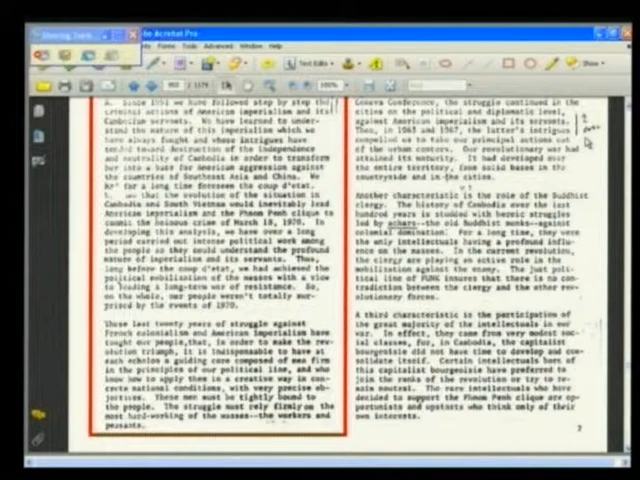 Adobe Acrobat Pro
Forms Tools Advanced Window Help
Text Edits
Show
A. Since 1951 we have followed step by step the
criminal actions of American imperialism and its
Cambodian servants. We have learned to under-
stand the nature of this imperialism which we
have always fought and whose intrigues have
tended toward destruction of the independence
and neutrality of Cambodia in order to transform
her into a base for American aggression against
the countries of Southeast Asia and China. We
for a long time foreseen the coup d'etat.
that the evolution of the situation in
Cambodia and South Vietnam would inevitably lead
American imperialism and the Phnom Penh clique to
commit the heinous crime of March 18, 1970. In
developing this analysis, we have over a long
period carried out intense political work among
the people so they could understand the profound
nature of imperialism and its servants. Thus,
long before the coup d'etat, we had achieved the
political mobilization of the masses with a view
to leading a long-term war of resistance. So,
on the whole, our people weren't totally sur-
prised by the events of 1970.
These last twenty years of struggle against
French colonialism and American imperialism have
taught our people, that, in order to make the rev-
olution triumph, it is indispensable to have at
each echelon a guiding core composed of men firm
in the principles of our political line, and who
know how to apply them in a creative way in con-
crete national conditions, with very precise ob-
jectives. These men must be tightly bound to
the people. The struggle must rely firmly on the
most hard-working of the masses--the workers and
peasants.
Geneva Conference, the struggle continued in the
cities on the political and diplomatic level,
against American imperialism and its servants.
Then, in 1963 and 1967, the latter's intrigues
compelled us to take our principal actions out
of the urban centers. Our revolutionary war had
attained its maturity. It had developed over
the entire territory, from solid bases in the
countryside and in the cities.
Another characteristic is the role of the Buddhist
clergy. The history of Cambodia over the last
hundred years is studded with heroic struggles
led by achars--the old Buddhist monks--against
colonial domination. For a long time, they were
the only intellectuals having a profound influ-
ence on the masses. In the current revolution,
the clergy are playing an active role in the
mobilization against the enemy. The just polit-
ical line of FUNK insures that there is no con-
tradiction between the clergy and the other rev-
olutionary forces.
A third characteristic is the participation of
the great majority of the intellectuals in our
war. In effect, they came from very modest so-
cial classes, for, in Cambodia, the capitalist
bourgeoisie did not have time to develop and con-
solidate itself. Certain intellectuals born of
this capitalist bourgeoisie have preferred to
join the ranks of the revolution or try to re-
main neutral. The rare intellectuals who have
decided to support the Phnom Penh clique are op-
portunists and upstarts who think only of their
own interests.
7